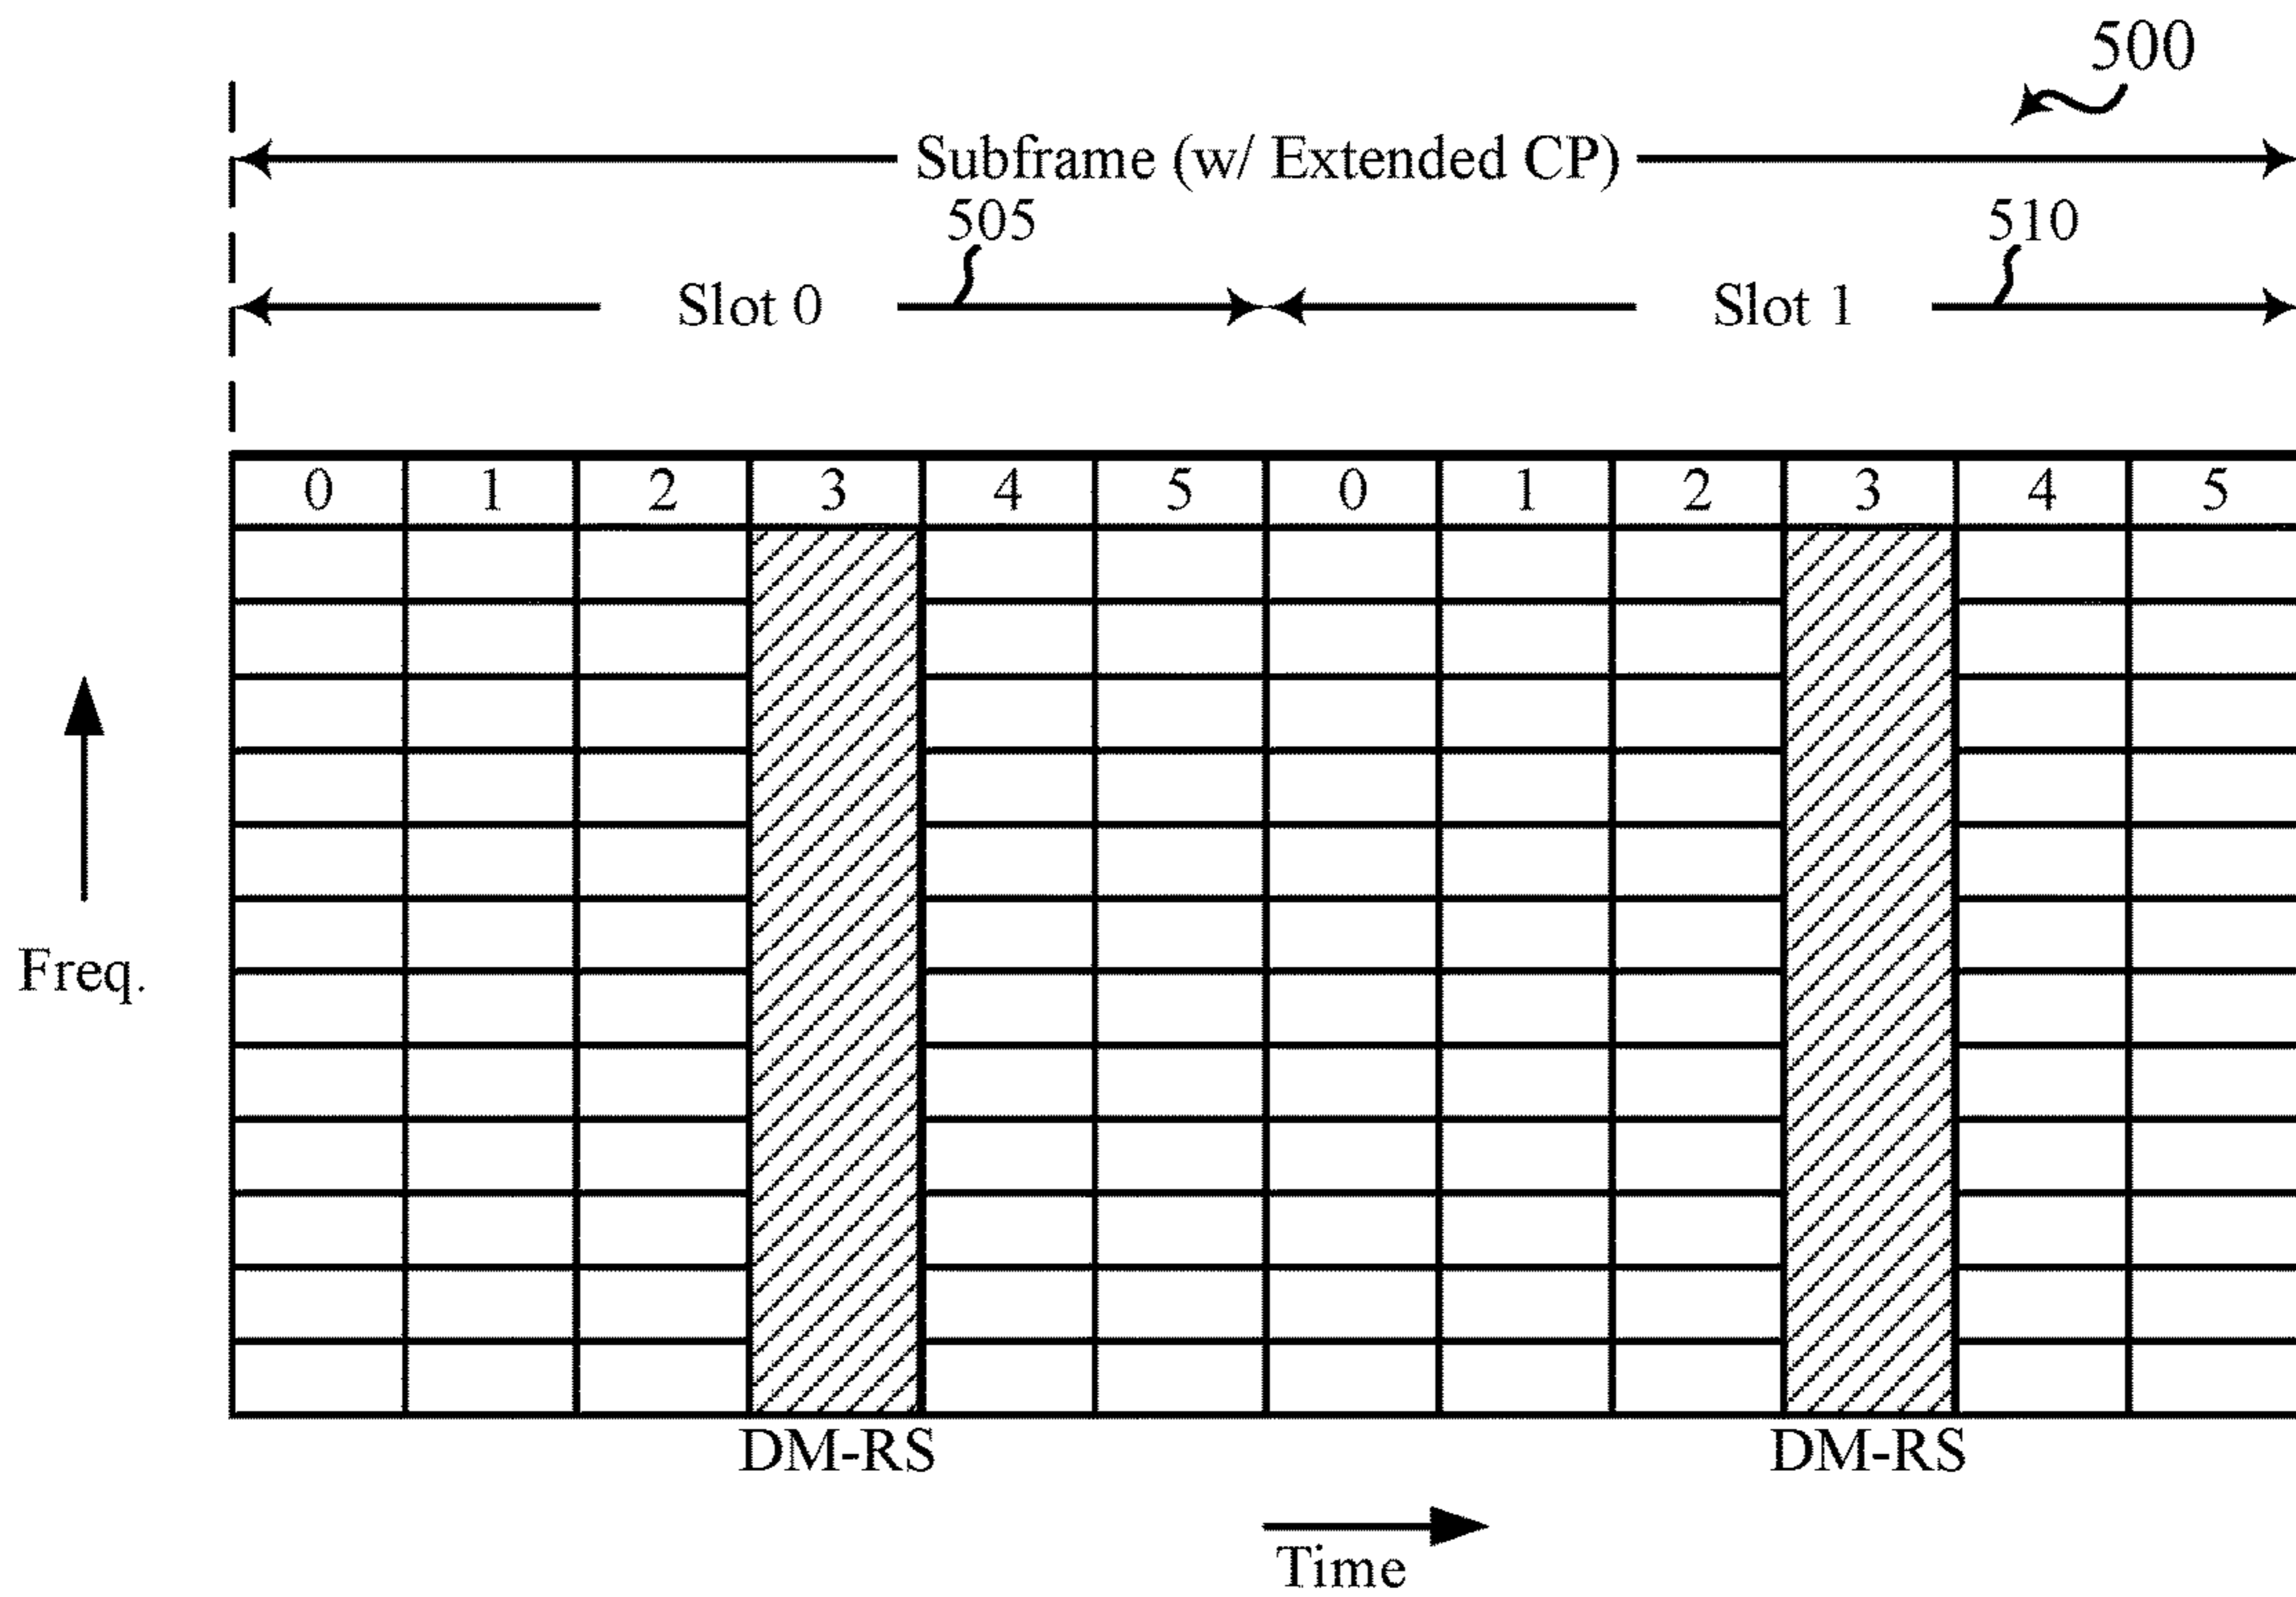 500
Subframe (w/ Extended CP)
505
510
Slot 0
Slot 1
0 1 2 3 4 5 0 1 2 3 4 5
Freq.
DM-RS
DM-RS
Time